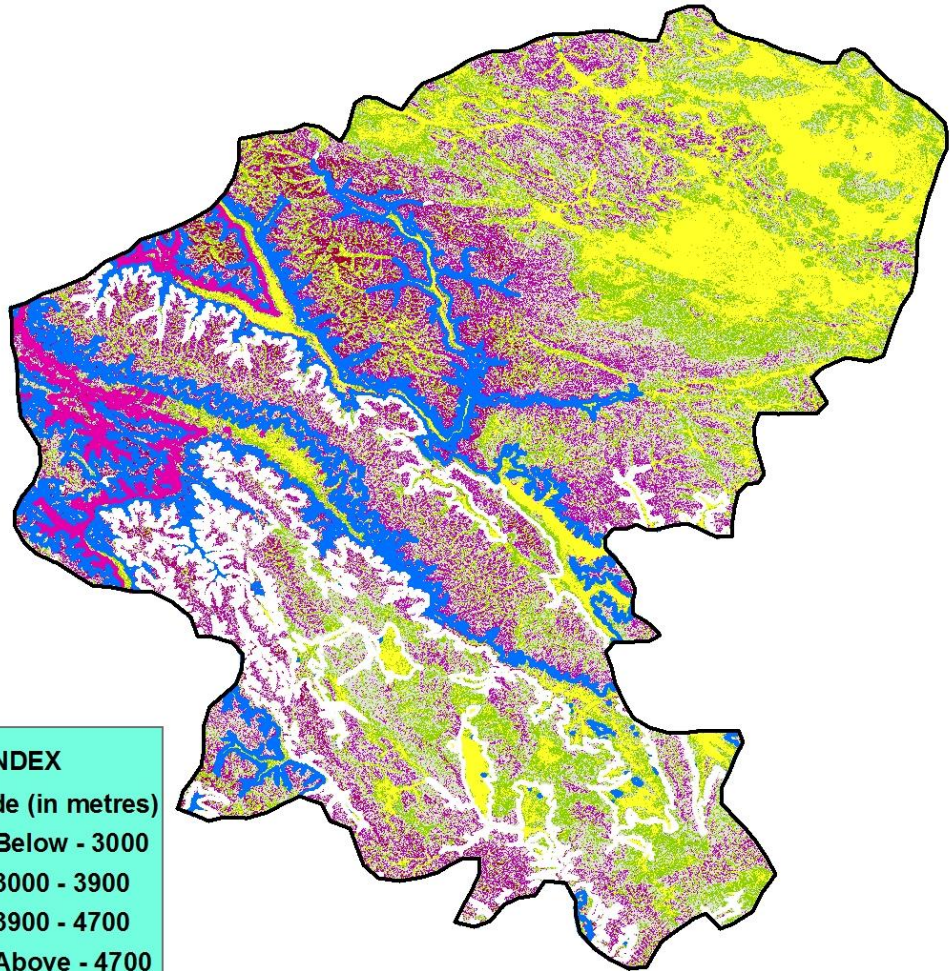 NDEX
de (in metres)
Below - 3000
3000 - 3900
3900 - 4700
Above - 4700